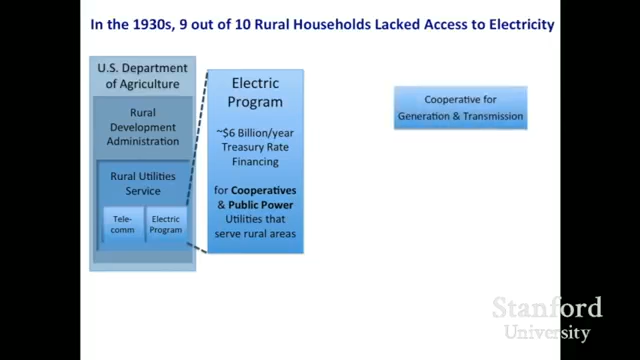 In the 1930s, 9 out of 10 Rural Households Lacked Access to Electricity
U.S. Department
of Agriculture
Rural
Development
Administration
Rural Utilities
Service
Tele-
comm
Electric
Program
Electric
Program
~$6 Billion/year
Treasury Rate
Financing
for Cooperatives
& Public Power
Utilities that
serve rural areas
Cooperative for
Generation & Transmission
Stanford
University